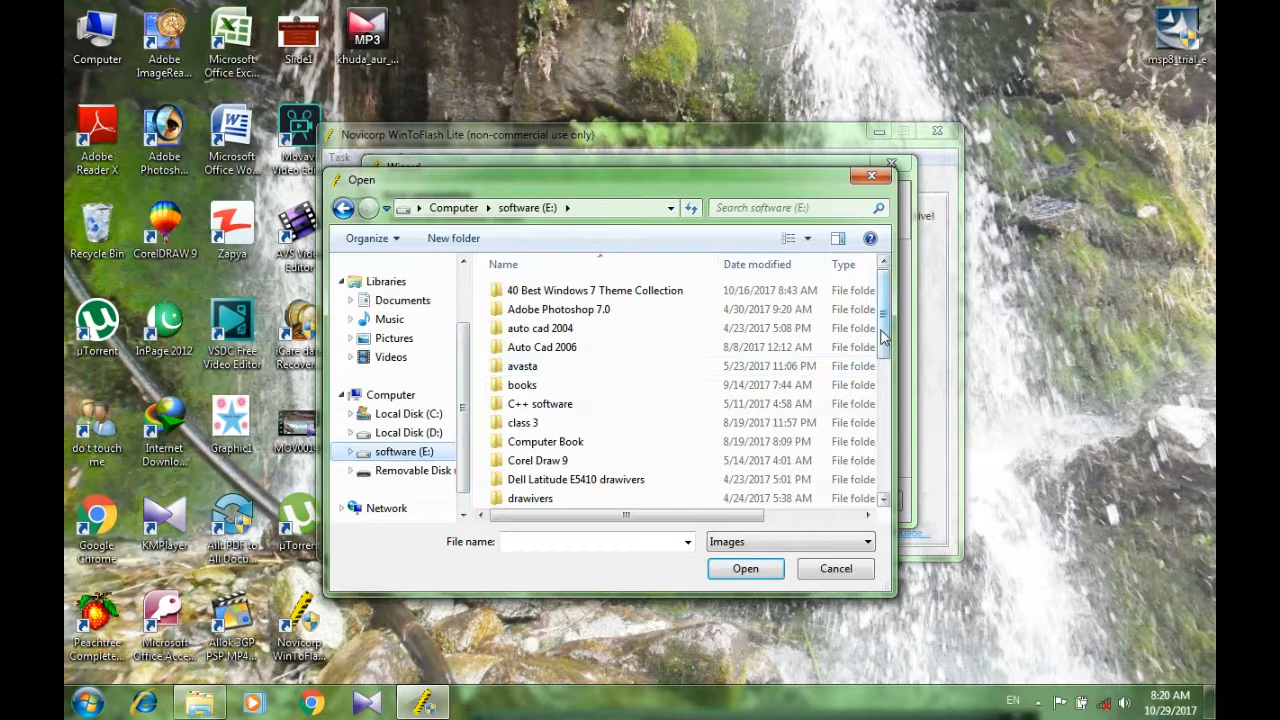 Computer
Adobe
ImageRea...
Microsoft
Office Exc...
Slide1
MP3
khuda_aur_...
msp8_trial_e
Adobe
Reader X
Adobe
Photosh...
Microsoft
Office Wo...
Movavi
Video Edi
Recycle Bin
CorelDRAW 9
Zapya
AVS Vide
Editor
µTorrent
InPage 2012
VSDC Free
Video Editor
iCare da
Recover
do't touch
me
Internet
Downlo...
Graphic1
MOV001
Google
Chrome
KMPlayer
Ailt PDF to
All Docu...
µTorren
Peachtree
Complete...
Microsoft
Office Acce...
Allok 3GP
PSP MP4...
Novicorp
WinToFla...
Novicorp WinToFlash Lite (non-commercial use only)
Task
Wizard
Open
Computer
software (E:)
Search software (E:)
Organize
New folder
Libraries
Documents
Music
Pictures
Videos
Computer
Local Disk (C:)
Local Disk (D:)
software (E:)
Removable Disk
Network
Name Date modified Type
40 Best Windows 7 Theme Collection 10/16/2017 8:43 AM File folde
Adobe Photoshop 7.0 4/30/2017 9:20 AM File folde
auto cad 2004 4/23/2017 5:08 PM File folde
Auto Cad 2006 8/8/2017 12:12 AM File folde
avasta 5/23/2017 11:06 PM File folde
books 9/14/2017 7:44 AM File folde
C++ software 5/11/2017 4:58 AM File folde
class 3 8/19/2017 11:57 PM File folde
Computer Book 8/19/2017 8:09 PM File folde
Corel Draw 9 5/14/2017 4:01 AM File folde
Dell Latitude E5410 drawivers 4/23/2017 5:01 PM File folde
drawivers 4/24/2017 5:38 AM File folde
File name:
Images
Open
Cancel
EN
8:20 AM
10/29/2017